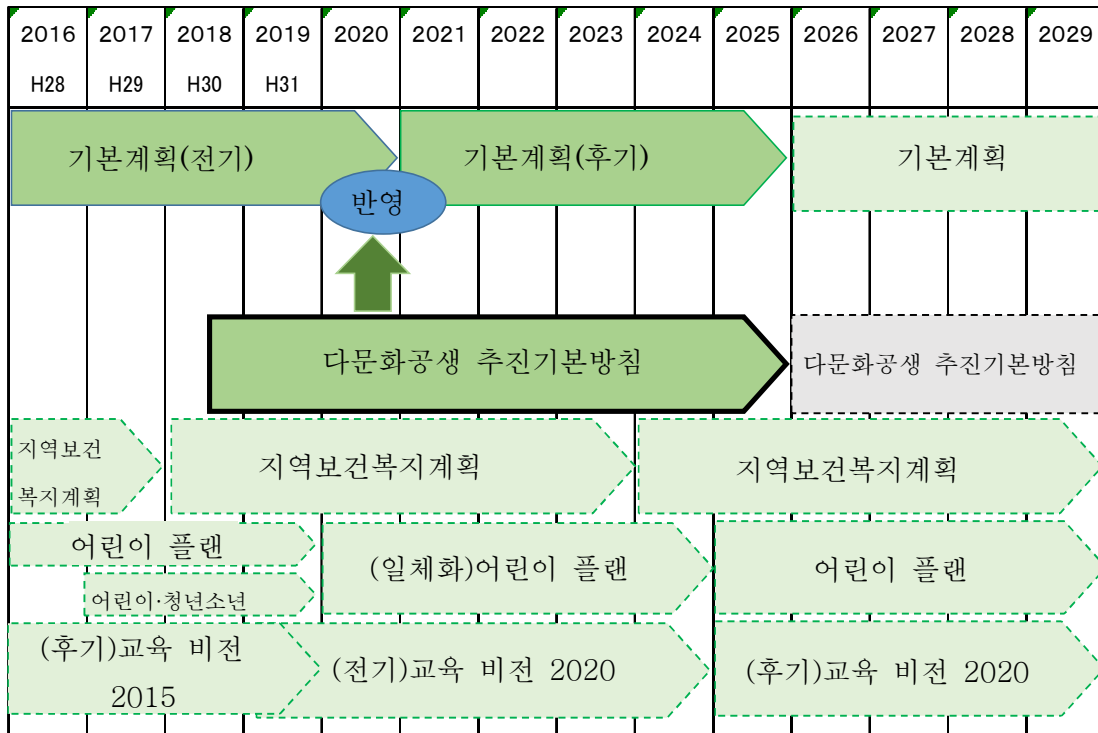 2016 2017 2018 2019 2020 2021 2022 2023 2024 2025 2026 2027 2028 2029
H28 H29 H30 H31
기본계획(전기) 기본계획(후기) 기본계획
반영
다문화공생 추진기본방침 다문화공생 추진기본방침
지역보건
복지계획
지역보건복지계획 지역보건복지계획
어린이 플랜
어린이·청년소년
(일체화)어린이 플랜 어린이 플랜
(후기)교육 비전
2015
(전기)교육 비전 2020 (후기)교육 비전 2020